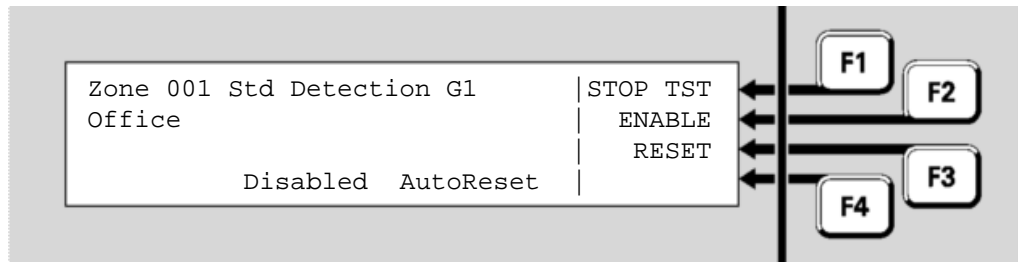 Zone 001 Std Detection G1 |STOP TST
Office | ENABLE
| RESET
Disabled AutoReset |
F1
F2
F3
F4